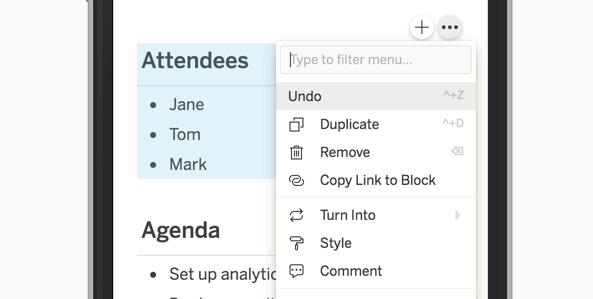 Attendees
Jane
Tom
Mark
Agenda
Set up analytic
Type to filter menu...
Undo ^+Z
Duplicate ^+D
Remove
Copy Link to Block
Turn Into
Style
Comment